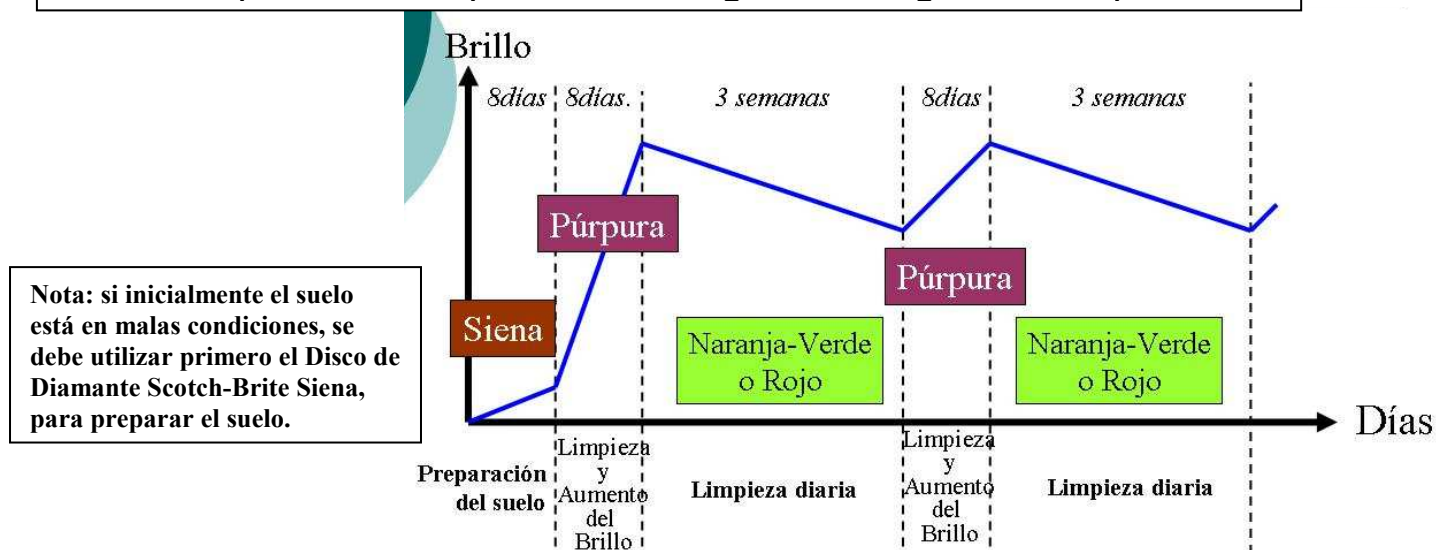 Brillo
8días
8días.
3 semanas
8días
3 semanas
Púrpura
Púrpura
Siena
Naranja-Verde
o Rojo
Naranja-Verde
o Rojo
Nota: si inicialmente el suelo
está en malas condiciones, se
debe utilizar primero el Disco de
Diamante Scotch-Brite Siena,
para preparar el suelo.
Días
Preparación
del suelo
Limpieza
y
Aumento
del
Brillo
Limpieza diaria
Limpieza
y
Aumento
del
Brillo
Limpieza diaria